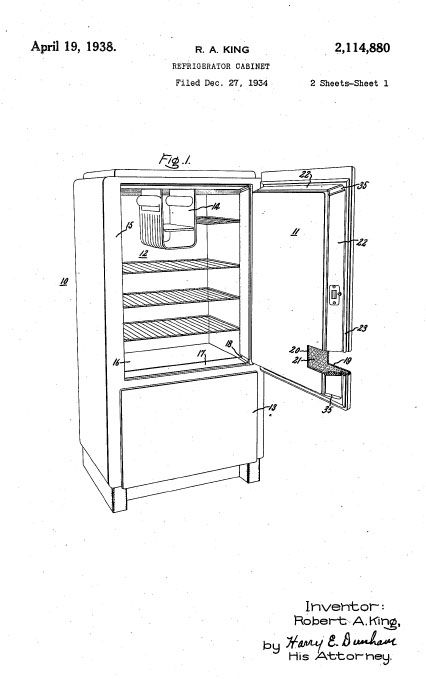 April 19, 1938.
R. A. KING
2,114,880
REFRIGERATOR CABINET
Filed Dec. 27, 1934
2 Sheets-Sheet 1
Fig. 1.
22
35
14
15
11
22
12
10
23
20
18
21
19
17
16
35
13
Inventor:
Robert A. King,
by Harry E. Dunham
His Attorney.